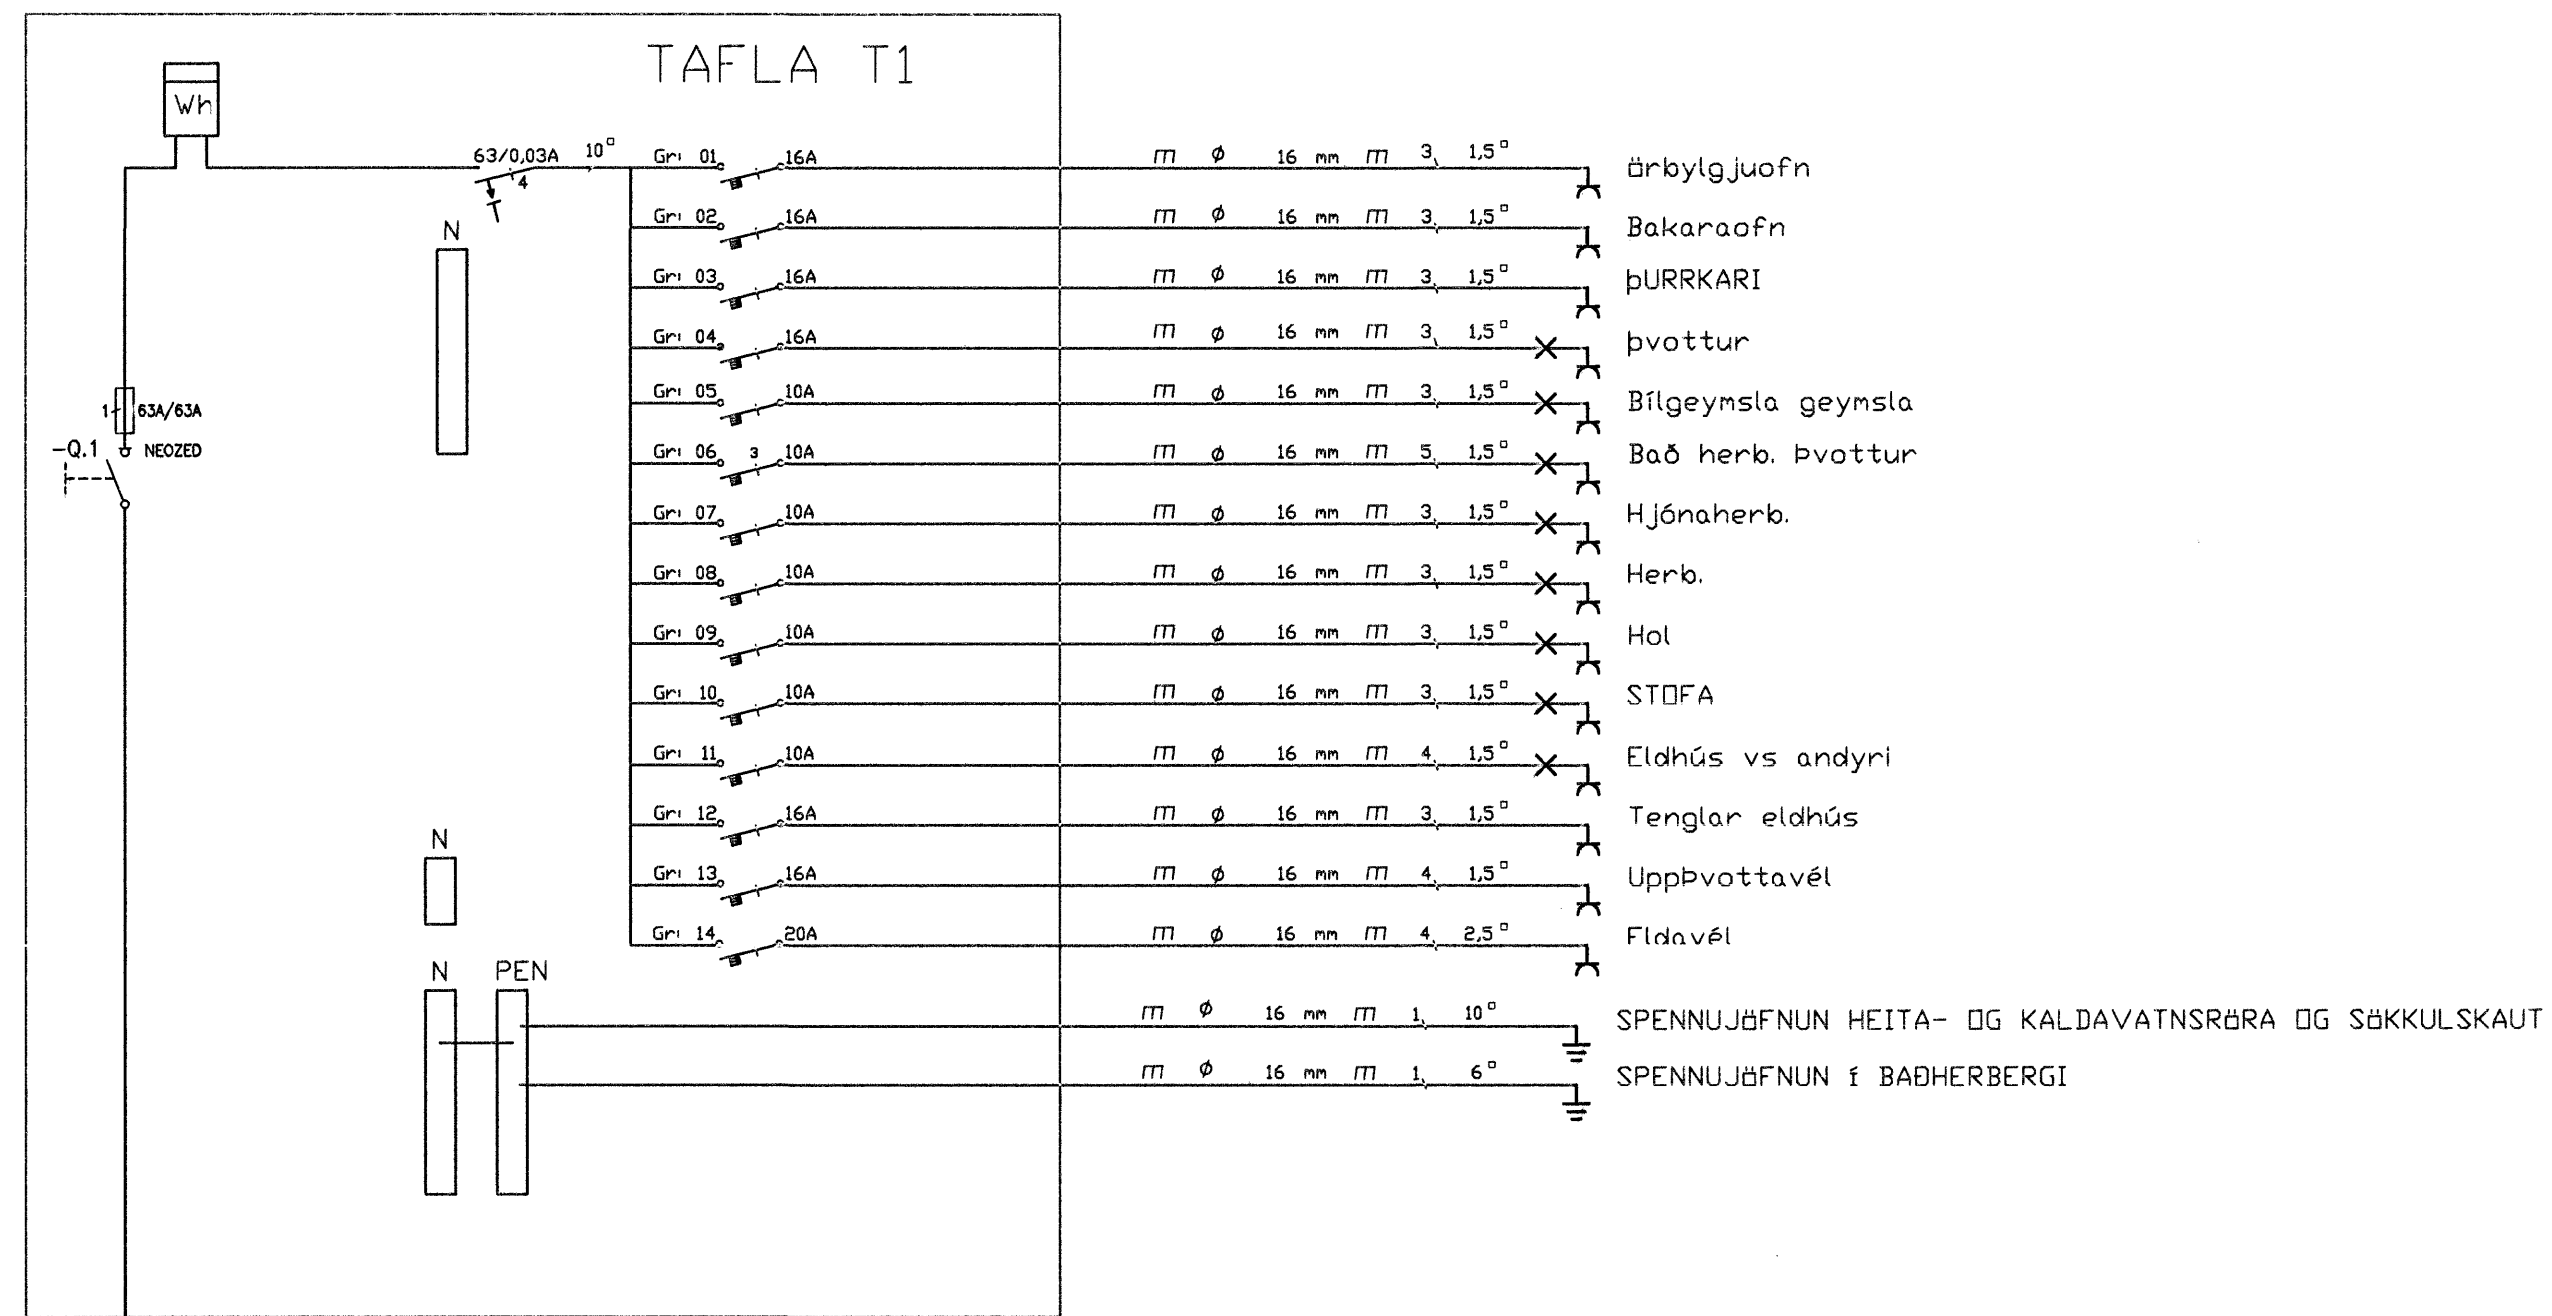 TAFLA T1
Wh
63/0,03A 10▫
4
N
1 63A/63A
-Q.1 NEOZED
Gr: 01 16A m ø 16 mm m 3 1,5▫ örbylgjuofn
Gr: 02 16A m ø 16 mm m 3 1,5▫ Bakaraofn
Gr: 03 16A m ø 16 mm m 3 1,5▫ þURRKARI
Gr: 04 16A m ø 16 mm m 3 1,5▫ þvottur
Gr: 05 10A m ø 16 mm m 3 1,5▫ Bílgeymsla geymsla
Gr: 06 3 10A m ø 16 mm m 5 1,5▫ Bað herb. Þvottur
Gr: 07 10A m ø 16 mm m 3 1,5▫ Hjónaherb.
Gr: 08 10A m ø 16 mm m 3 1,5▫ Herb.
Gr: 09 10A m ø 16 mm m 3 1,5▫ Hol
Gr: 10 10A m ø 16 mm m 3 1,5▫ STOFA
Gr: 11 10A m ø 16 mm m 4 1,5▫ Eldhús vs andyri
Gr: 12 16A m ø 16 mm m 3 1,5▫ Tenglar eldhús
Gr: 13 16A m ø 16 mm m 4 1,5▫ UppÞvottavél
Gr: 14 20A m ø 16 mm m 4 2,5▫ Eldavél
N
N PEN
m ø 16 mm m 1 10▫ SPENNUJöFNUN HEITA- OG KALDAVATNSRöRA OG SöKKULSKAUT
m ø 16 mm m 1 6▫ SPENNUJöFNUN í BAÐHERBERGI